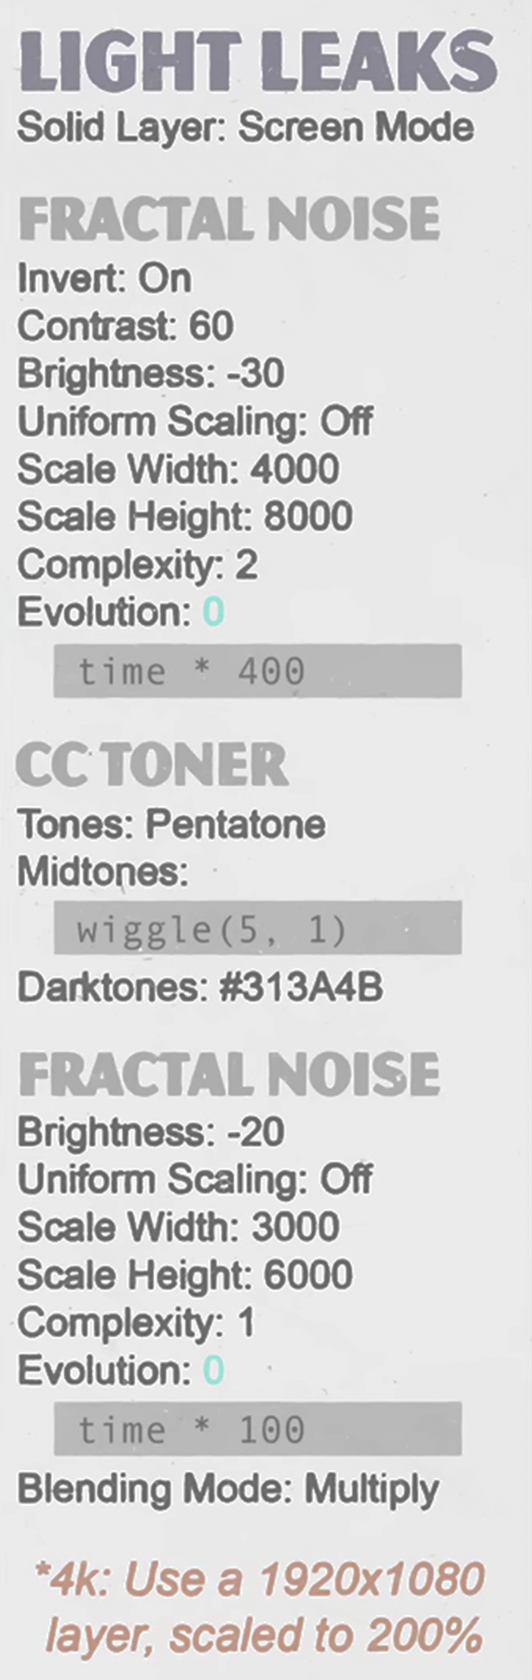 LIGHT LEAKS
Solid Layer: Screen Mode
FRACTAL NOISE
Invert: On
Contrast: 60
Brightness: -30
Uniform Scaling: Off
Scale Width: 4000
Scale Height: 8000
Complexity: 2
Evolution: 0
time * 400
CC TONER
Tones: Pentatone
Midtones:
wiggle(5, 1)
Darktones: #313A4B
FRACTAL NOISE
Brightness: -20
Uniform Scaling: Off
Scale Width: 3000
Scale Height: 6000
Complexity: 1
Evolution: 0
time * 100
Blending Mode: Multiply
*4k: Use a 1920x1080
layer, scaled to 200%